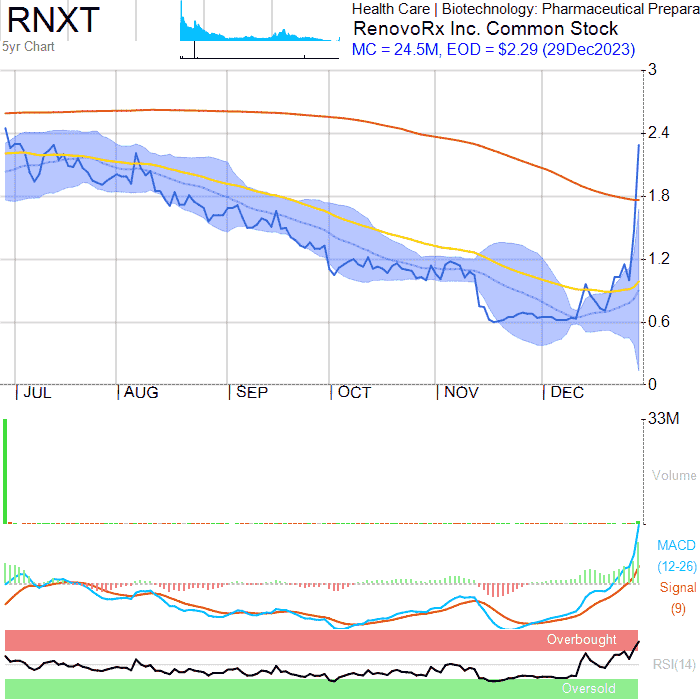 RNXT
5yr Chart
Health Care | Biotechnology: Pharmaceutical Prepara
RenovoRx Inc. Common Stock
MC = 24.5M, EOD = $2.29 (29Dec2023)
3
2.4
1.8
1.2
0.6
0
JUL AUG SEP OCT NOV DEC
33M
Volume
MACD
(12-26)
Signal
(9)
Overbought
RSI(14)
Oversold